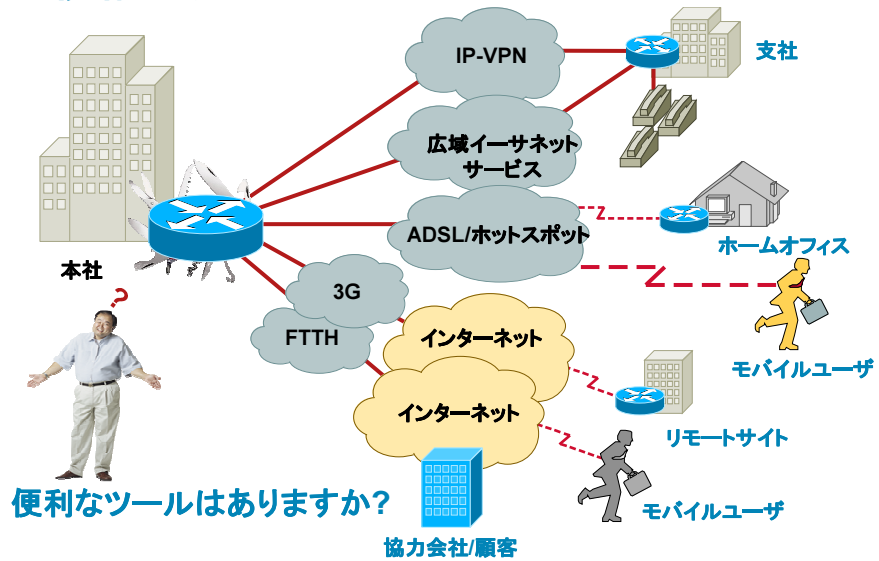 IP-VPN
支社
広域イーサネット
サービス
ADSL/ホットスポット
ホームオフィス
本社
?
3G
FTTH
インターネット
モバイルユーザ
インターネット
リモートサイト
便利なツールはありますか?
モバイルユーザ
協力会社/顧客